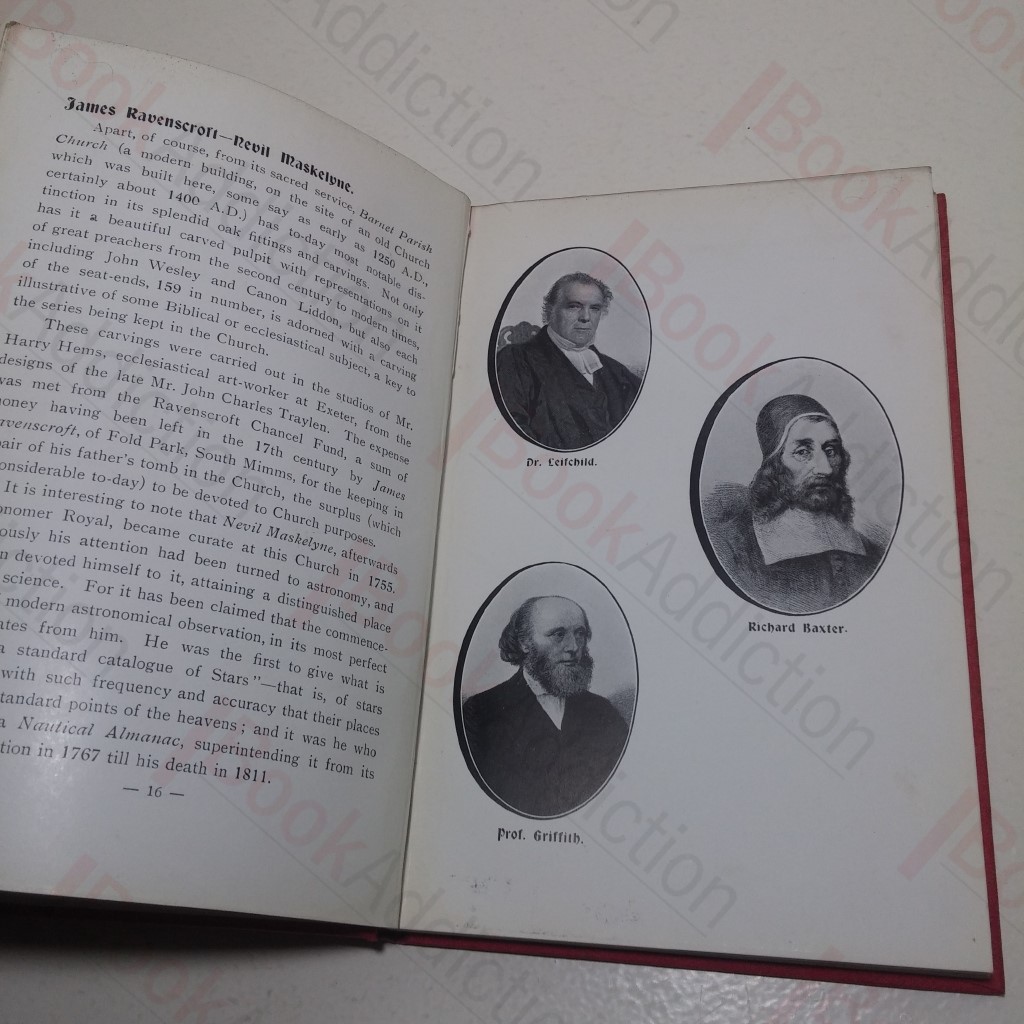 James Ravenscroft—Nevil Maskelyne.
Apart, of course, from its sacred service, Barnet Parish
Church (a modern building, on the site of an old Church
which was built here, some say as early as 1250 A.D.,
certainly about 1400 A.D.) has to-day most notable dis-
tinction in its splendid oak fittings and carvings. Not only
has it a beautiful carved pulpit with representations on it
of great preachers from the second century to modern times,
including John Wesley and Canon Liddon, but also each
of the seat-ends, 159 in number, is adorned with a carving
illustrative of some Biblical or ecclesiastical subject, a key to
the series being kept in the Church.
These carvings were carried out in the studios of Mr.
Harry Hems, ecclesiastical art-worker at Exeter, from the
designs of the late Mr. John Charles Traylen. The expense
was met from the Ravenscroft Chancel Fund, a sum of
money having been left in the 17th century by James
avenscroft, of Fold Park, South Mimms, for the keeping in
pair of his father's tomb in the Church, the surplus (which
onsiderable to-day) to be devoted to Church purposes.
It is interesting to note that Nevil Maskelyne, afterwards
onomer Royal, became curate at this Church in 1755.
ously his attention had been turned to astronomy, and
n devoted himself to it, attaining a distinguished place
science. For it has been claimed that the commence-
modern astronomical observation, in its most perfect
ates from him. He was the first to give what is
a standard catalogue of Stars"—that is, of stars
with such frequency and accuracy that their places
tandard points of the heavens; and it was he who
a Nautical Almanac, superintending it from its
tion in 1767 till his death in 1811.
— 16 —
Dr. Leifchild.
Richard Baxter.
Prof. Griffith.
BookAddiction